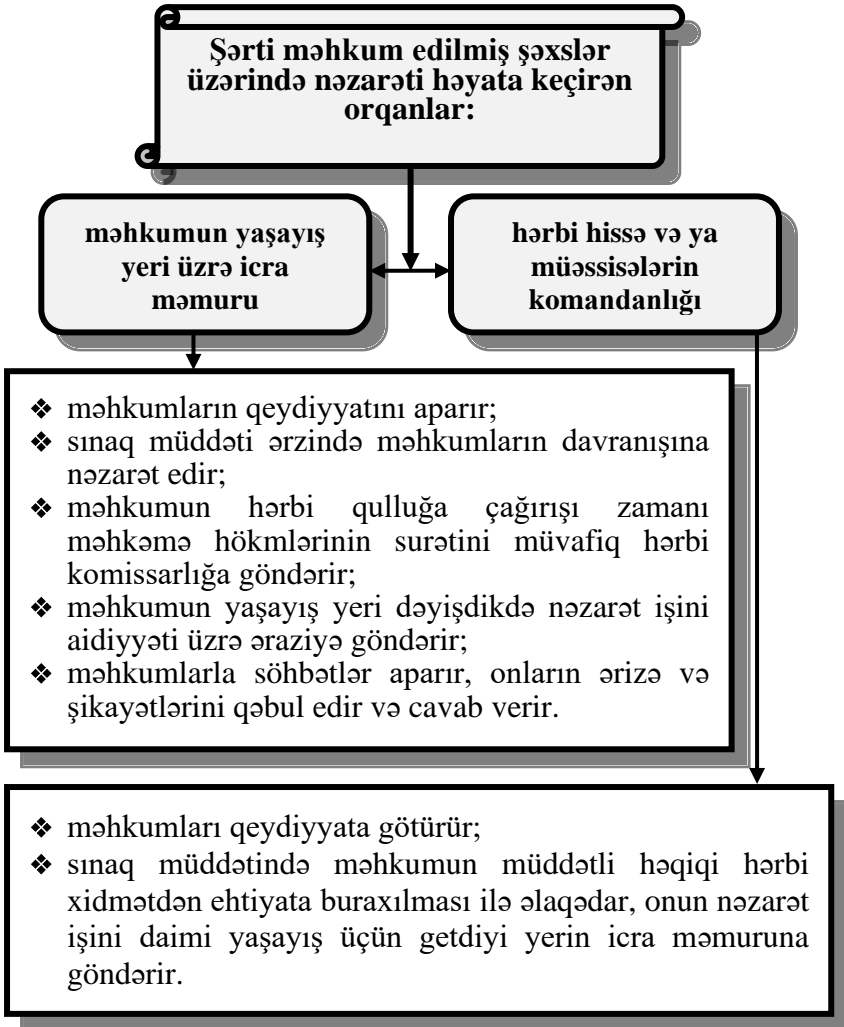 Şərti məhkum edilmiş şəxslər
üzərində nəzarəti həyata keçirən
orqanlar:
məhkumun yaşayış
yeri üzrə icra
məmuru
hərbi hissə və ya
müəssisələrin
komandanlığı
❖ məhkumların qeydiyyatını aparır;
❖ sınaq müddəti ərzində məhkumların davranışına
nəzarət edir;
❖ məhkumun hərbi qulluğa çağırışı zamanı
məhkəmə hökmlərinin surətini müvafiq hərbi
komissarlığa göndərir;
❖ məhkumun yaşayış yeri dəyişdikdə nəzarət işini
aidiyyəti üzrə əraziyə göndərir;
❖ məhkumlarla söhbətlər aparır, onların ərizə və
şikayətlərini qəbul edir və cavab verir.
❖ məhkumları qeydiyyata götürür;
❖ sınaq müddətində məhkumun müddətli həqiqi hərbi
xidmətdən ehtiyata buraxılması ilə əlaqədar, onun nəzarət
işini daimi yaşayış üçün getdiyi yerin icra məmuruna
göndərir.